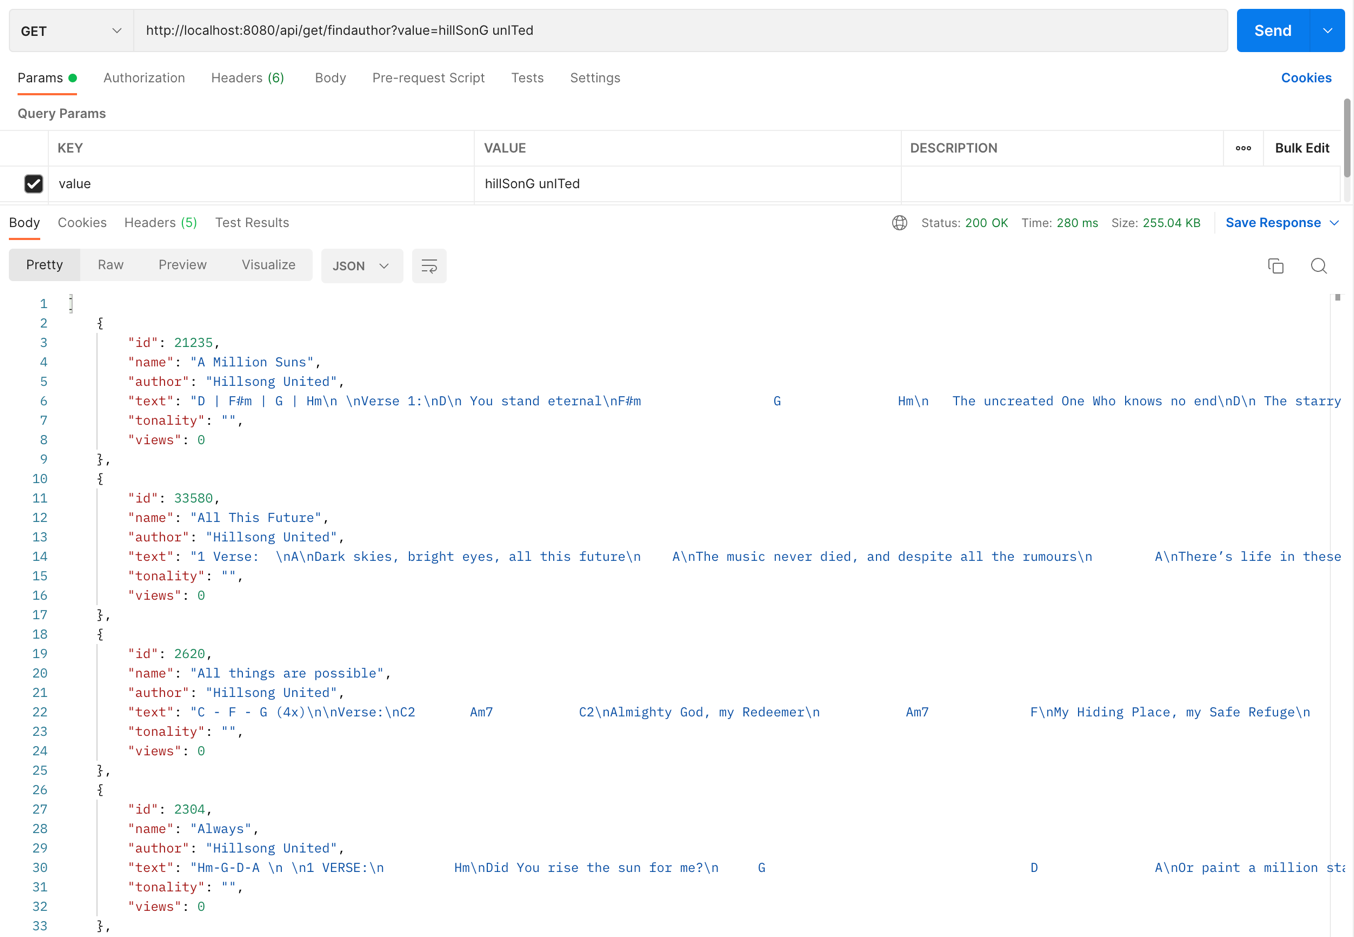 GET http://localhost:8080/api/get/findauthor?value=hillSonG unITed Send
Params Authorization Headers (6) Body Pre-request Script Tests Settings Cookies
Query Params
KEY VALUE DESCRIPTION ooo Bulk Edit
value hillSonG unITed
Body Cookies Headers (5) Test Results Status: 200 OK Time: 280 ms Size: 255.04 KB Save Response
Pretty Raw Preview Visualize JSON
1 [
2 {
3 "id": 21235,
4 "name": "A Million Suns",
5 "author": "Hillsong United",
6 "text": "D | F#m | G | Hm\n \nVerse 1:\nD\n You stand eternal\nF#m G Hm\n The uncreated One Who knows no end\nD\n The starry
7 "tonality": "",
8 "views": 0
9 },
10 {
11 "id": 33580,
12 "name": "All This Future",
13 "author": "Hillsong United",
14 "text": "1 Verse: \nA\nDark skies, bright eyes, all this future\n A\nThe music never died, and despite all the rumours\n A\nThere’s life in these
15 "tonality": "",
16 "views": 0
17 },
18 {
19 "id": 2620,
20 "name": "All things are possible",
21 "author": "Hillsong United",
22 "text": "C - F - G (4x)\n\nVerse:\nC2 Am7 C2\nAlmighty God, my Redeemer\n Am7 F\nMy Hiding Place, my Safe Refuge\n
23 "tonality": "",
24 "views": 0
25 },
26 {
27 "id": 2304,
28 "name": "Always",
29 "author": "Hillsong United",
30 "text": "Hm-G-D-A \n \n1 VERSE:\n Hm\nDid You rise the sun for me?\n G D A\nOr paint a million sta
31 "tonality": "",
32 "views": 0
33 },